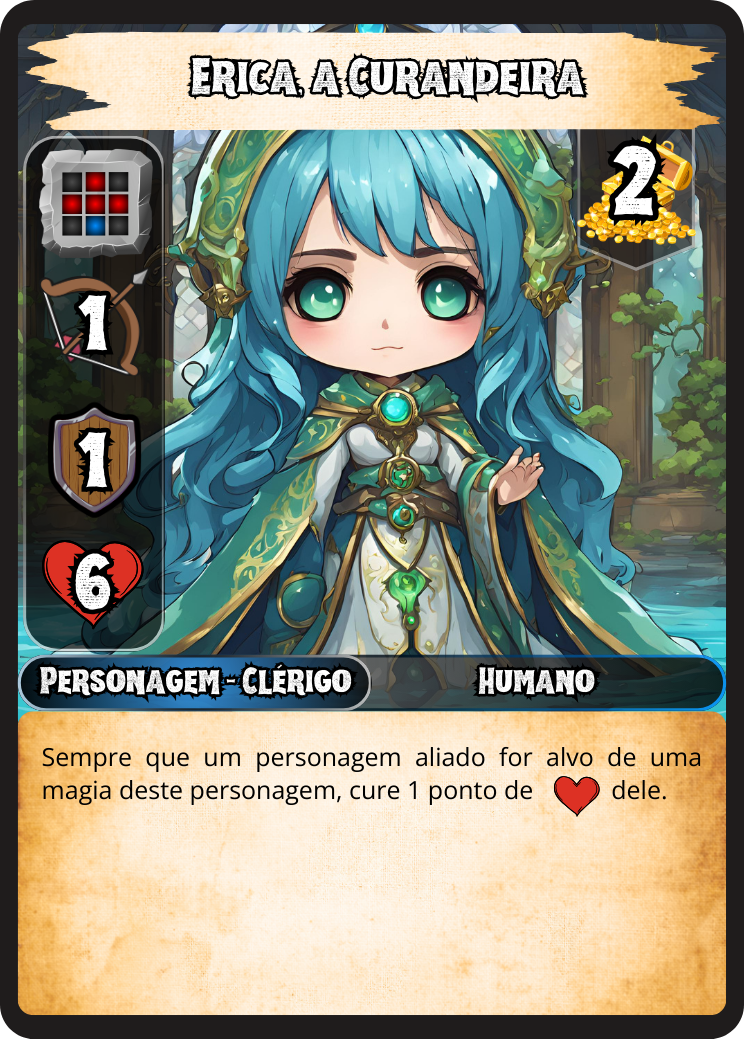 Erica, a Curandeira
2
1
1
6
Personagem - Clérigo
Humano
Sempre que um personagem aliado for alvo de uma
magia deste personagem, cure 1 ponto de dele.